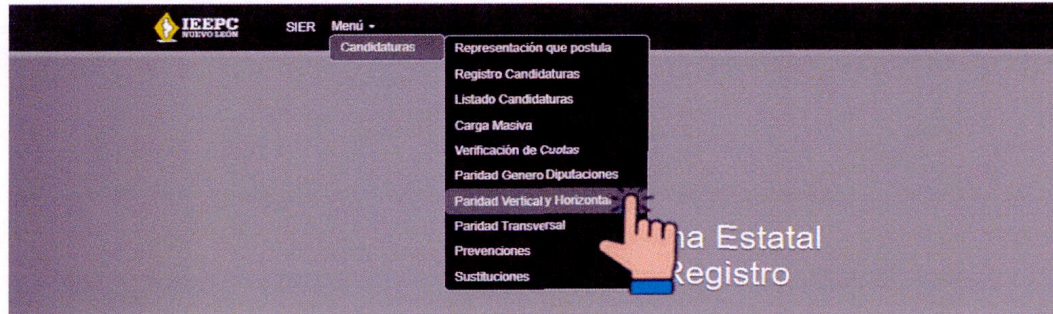 IEEPC
NUEVO LEÓN
SIER Menú
Candidaturas
Representación que postula
Registro Candidaturas
Listado Candidaturas
Carga Masiva
Verificación de Cuotas
Paridad Genero Diputaciones
Paridad Vertical y Horizontal
Paridad Transversal
Prevenciones
Sustituciones
na Estatal
Registro